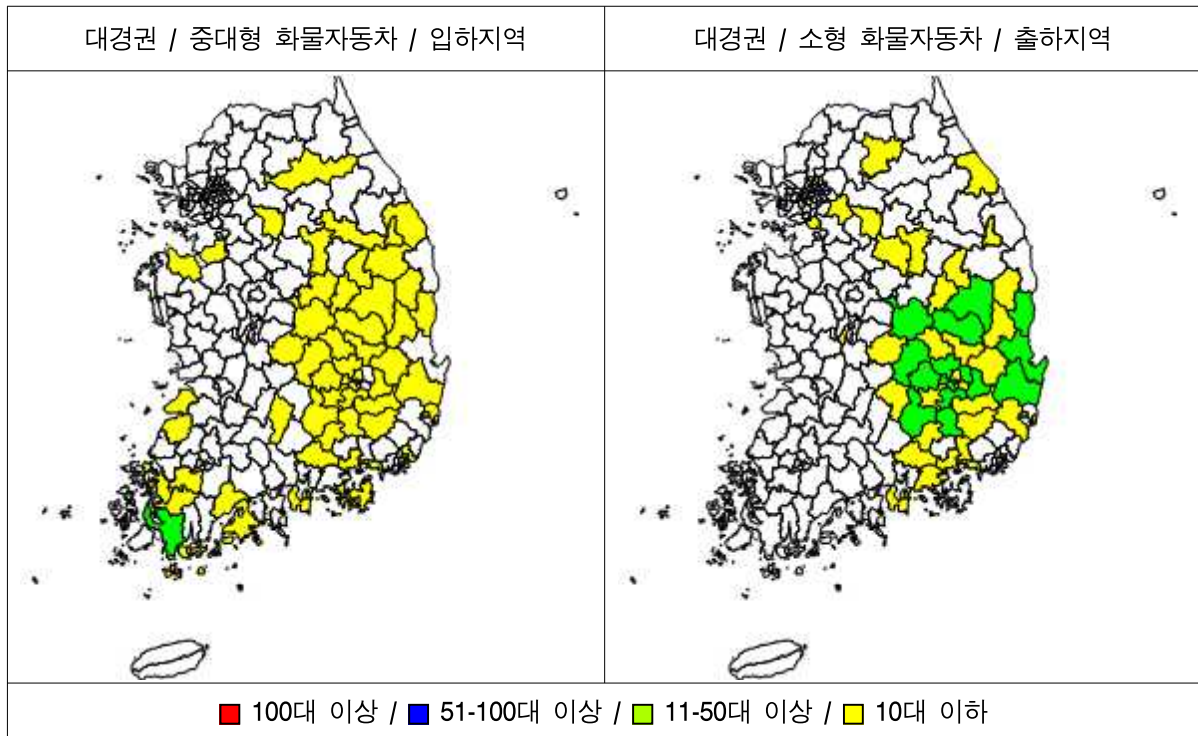 대경권 / 중대형 화물자동차 / 입하지역
대경권 / 소형 화물자동차 / 출하지역
100대 이상 / 51-100대 이상 / 11-50대 이상 / 10대 이하